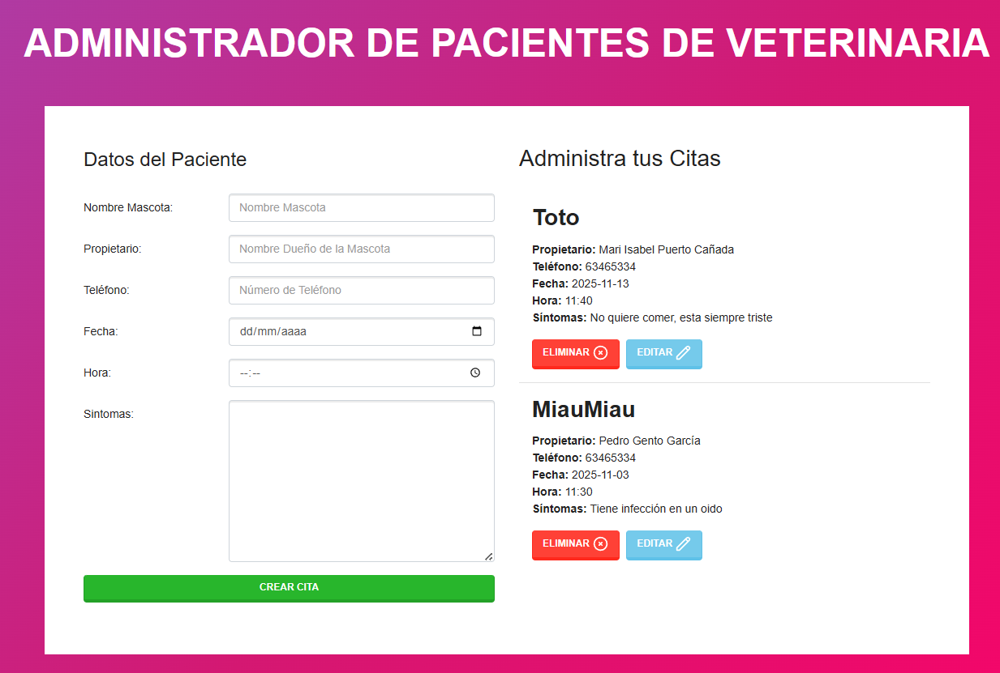 ADMINISTRADOR DE PACIENTES DE VETERINARIA
Datos del Paciente
Nombre Mascota:
Nombre Mascota
Propietario:
Nombre Dueño de la Mascota
Teléfono:
Número de Teléfono
Fecha:
dd/mm/aaaa
Hora:
--:--
Sintomas:
CREAR CITA
Administra tus Citas
Toto
Propietario: Mari Isabel Puerto Cañada
Teléfono: 63465334
Fecha: 2025-11-13
Hora: 11:40
Síntomas: No quiere comer, esta siempre triste
ELIMINAR
EDITAR
MiauMiau
Propietario: Pedro Gento García
Teléfono: 63465334
Fecha: 2025-11-03
Hora: 11:30
Síntomas: Tiene infección en un oido
ELIMINAR
EDITAR